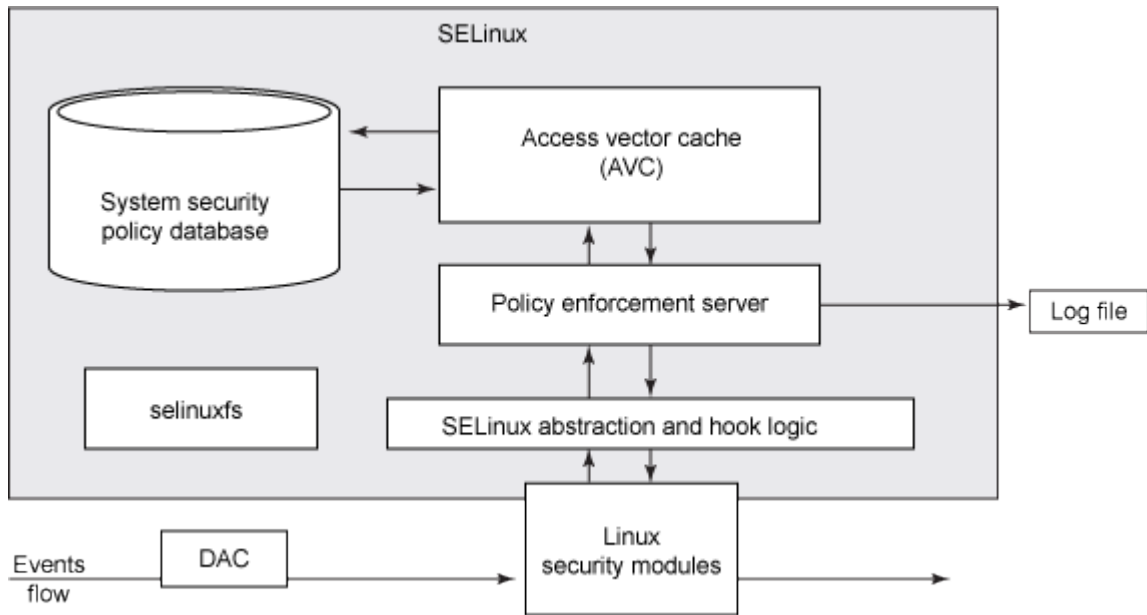 SELinux
Access vector cache
(AVC)
System security
policy database
Policy enforcement server
Log file
selinuxfs
SELinux abstraction and hook logic
Linux
security modules
DAC
Events
flow